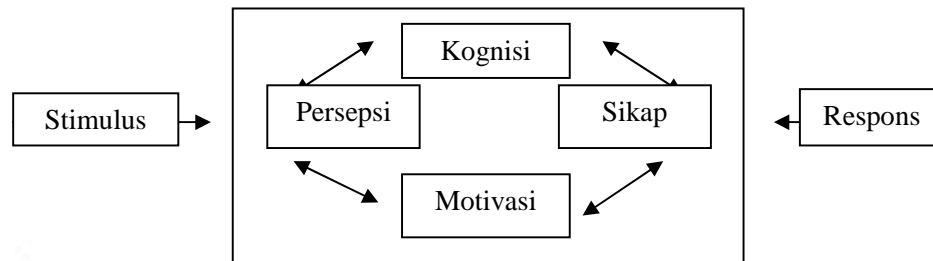 Kognisi
Stimulus
Persepsi
Sikap
Respons
Motivasi